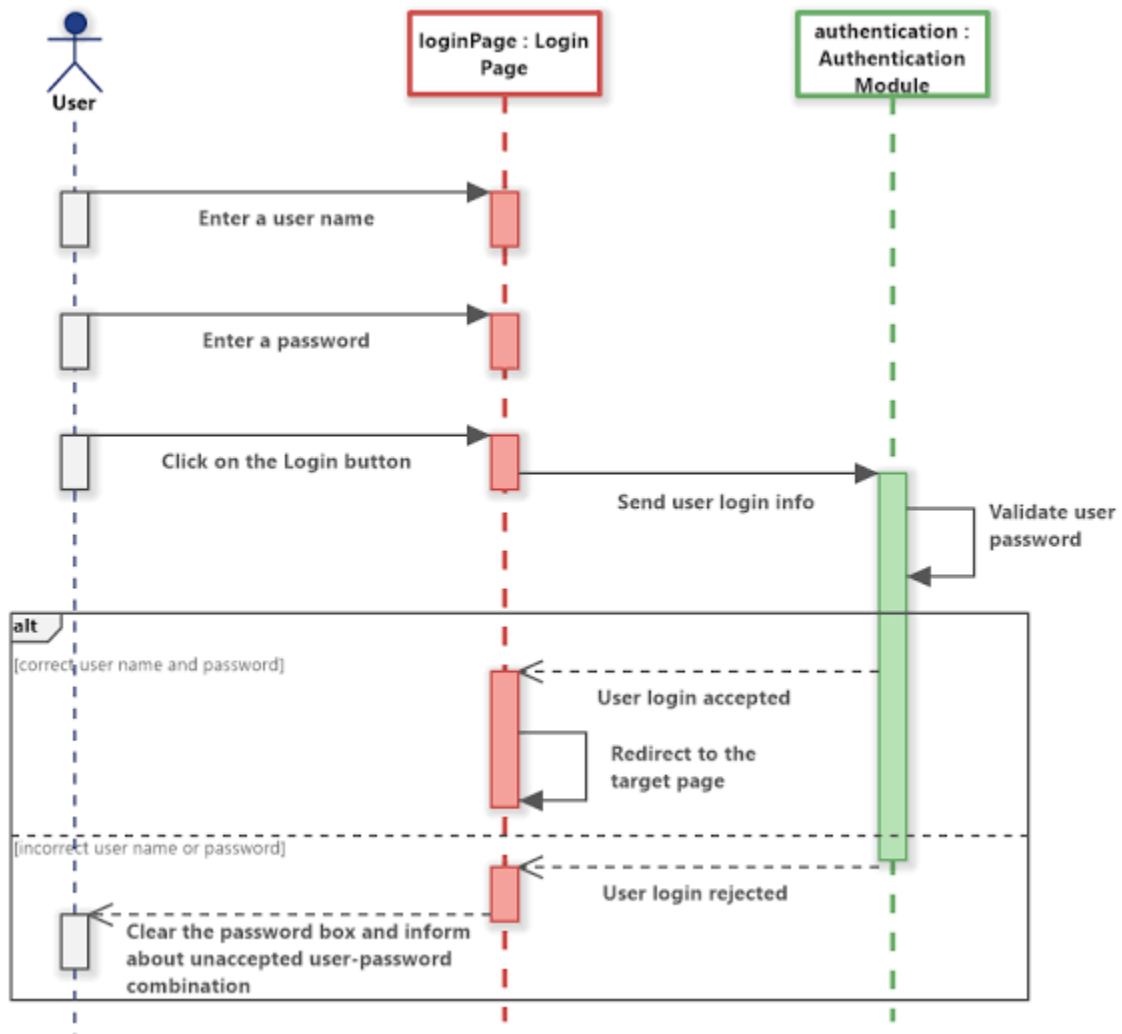 User
loginPage : Login
Page
authentication :
Authentication
Module
Enter a user name
Enter a password
Click on the Login button
Send user login info
Validate user
password
alt
[correct user name and password]
User login accepted
Redirect to the
target page
[incorrect user name or password]
User login rejected
Clear the password box and inform
about unaccepted user-password
combination